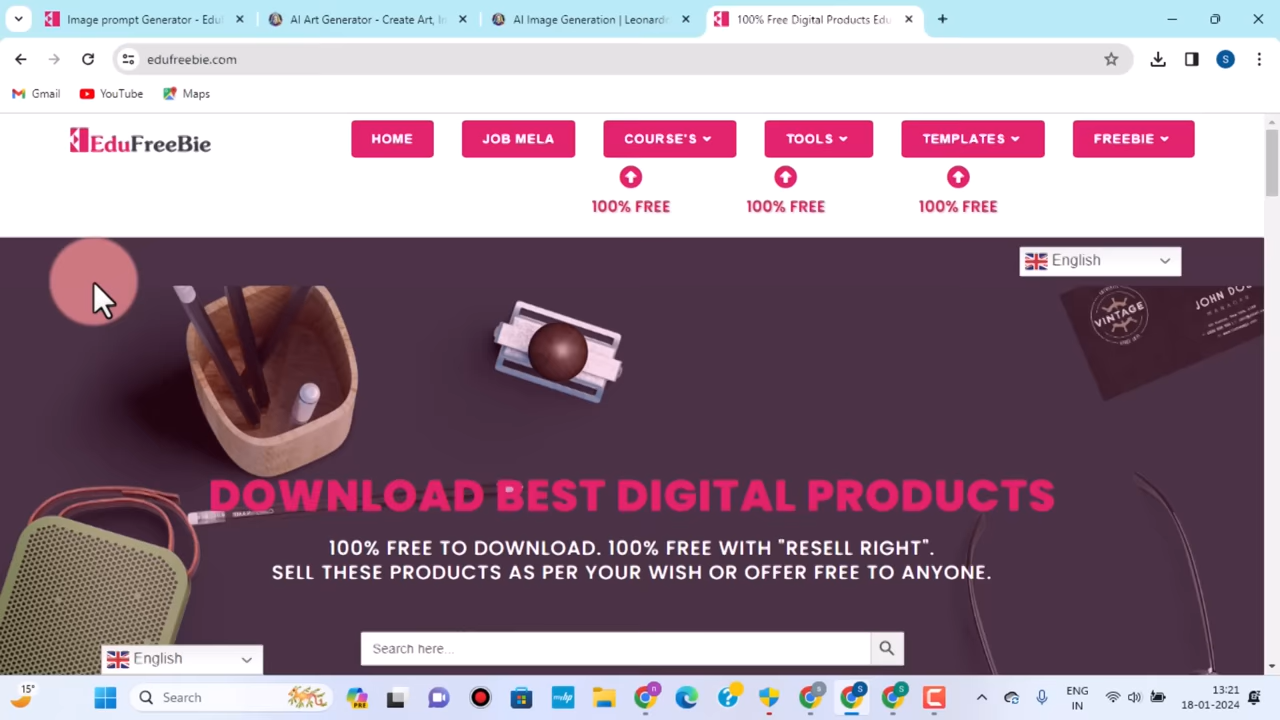 Image prompt Generator - Edu
AI Art Generator - Create Art, In
AI Image Generation | Leonard
100% Free Digital Products Edu
edufreebie.com
S
Gmail
YouTube
Maps
EduFreeBie
HOME
JOB MELA
COURSE'S
TOOLS
TEMPLATES
FREEBIE
100% FREE
100% FREE
100% FREE
English
VINTAGE
JOHN DO
DOWNLOAD BEST DIGITAL PRODUCTS
100% FREE TO DOWNLOAD. 100% FREE WITH "RESELL RIGHT".
SELL THESE PRODUCTS AS PER YOUR WISH OR OFFER FREE TO ANYONE.
Search here...
English
15°
Search
PRE
myhp
n
S
S
S
ENG
IN
13:21
18-01-2024